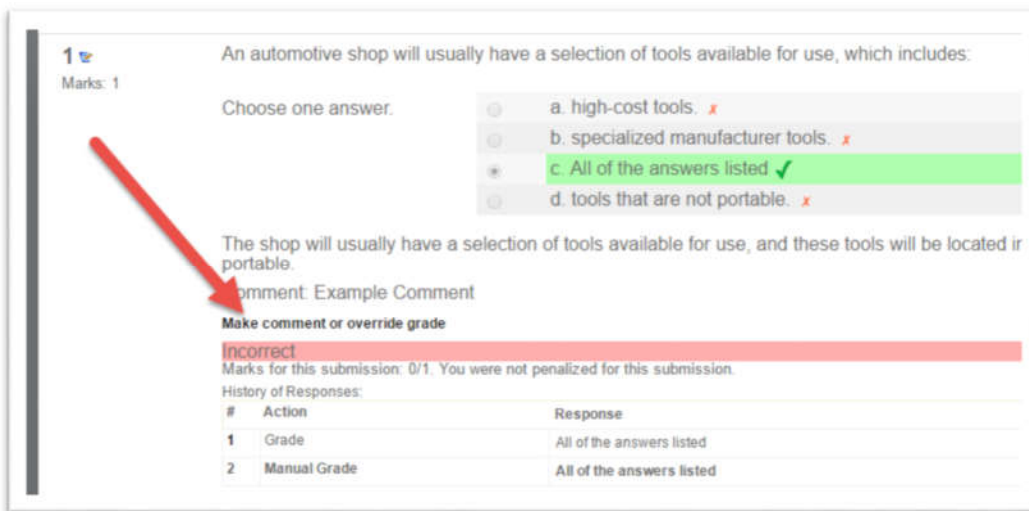 1
An automotive shop will usually have a selection of tools available for use, which includes:
Marks: 1
Choose one answer.
a. high-cost tools. x
b. specialized manufacturer tools. x
c. All of the answers listed ✓
d. tools that are not portable. x
The shop will usually have a selection of tools available for use, and these tools will be located
portable.
omment: Example Comment
Make comment or override grade
Incorrect
Marks for this submission: 0/1. You were not penalized for this submission.
History of Responses:
# Action Response
1 Grade All of the answers listed
2 Manual Grade All of the answers listed